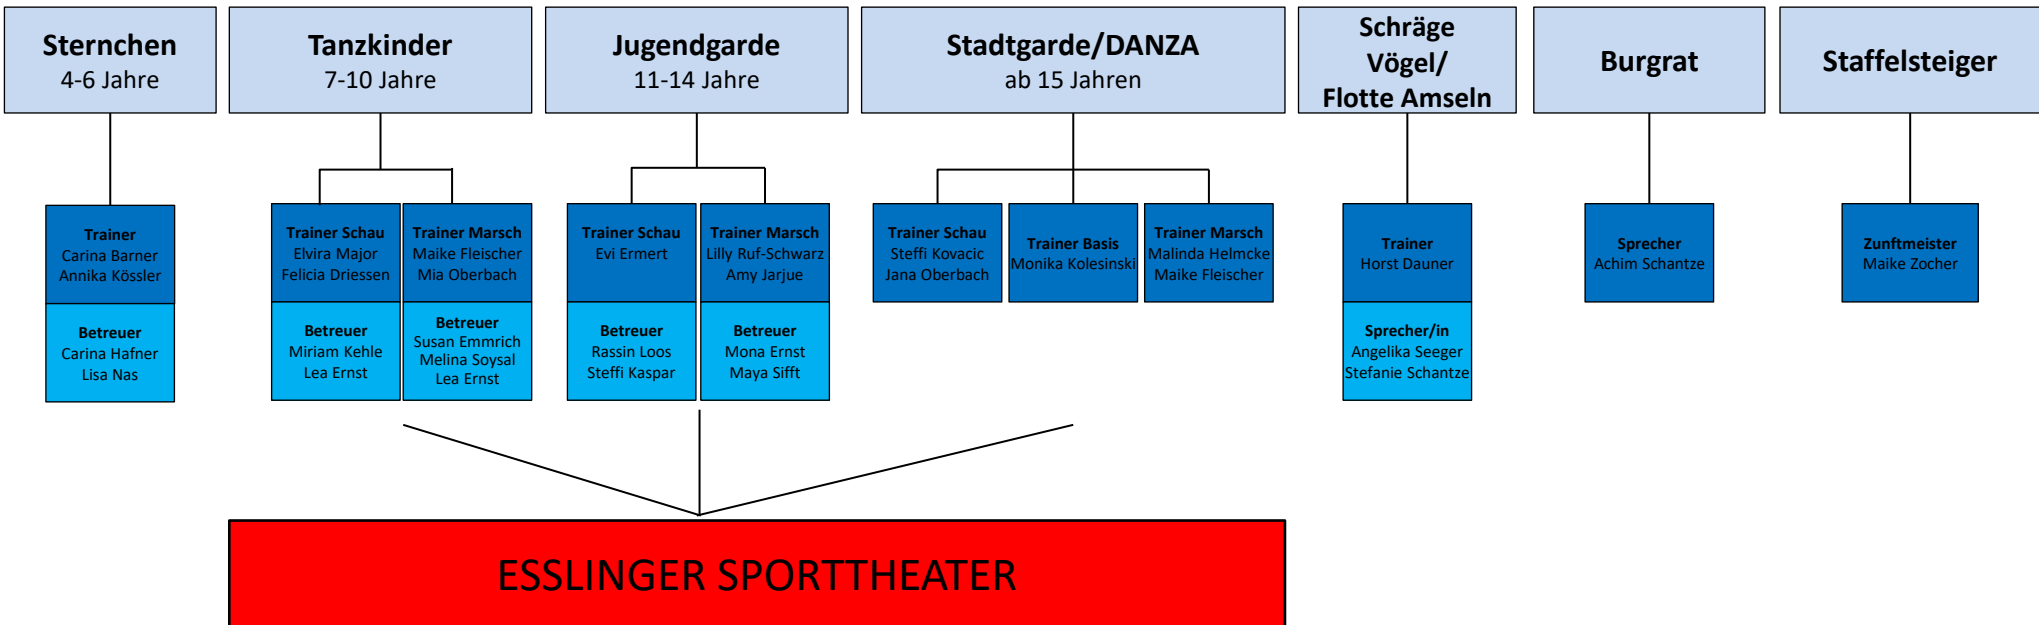 Sternchen
4-6 Jahre
Tanzkinder
7-10 Jahre
Jugendgarde
11-14 Jahre
Stadtgarde/DANZA
ab 15 Jahren
Schräge
Vögel/
Flotte Amseln
Burgrat
Staffelsteiger
Trainer
Carina Barner
Annika Kössler
Betreuer
Carina Hafner
Lisa Nas
Trainer Schau
Elvira Major
Felicia Driessen
Betreuer
Miriam Kehle
Lea Ernst
Trainer Marsch
Maike Fleischer
Mia Oberbach
Betreuer
Susan Emmrich
Melina Soysal
Lea Ernst
Trainer Schau
Evi Ermert
Betreuer
Rassin Loos
Steffi Kaspar
Trainer Marsch
Lilly Ruf-Schwarz
Amy Jarjue
Betreuer
Mona Ernst
Maya Sifft
Trainer Schau
Steffi Kovacic
Jana Oberbach
Trainer Basis
Monika Kolesinski
Trainer Marsch
Malinda Helmcke
Maike Fleischer
Trainer
Horst Dauner
Sprecher/in
Angelika Seeger
Stefanie Schantze
Sprecher
Achim Schantze
Zunftmeister
Maike Zocher
ESSLINGER SPORTTHEATER